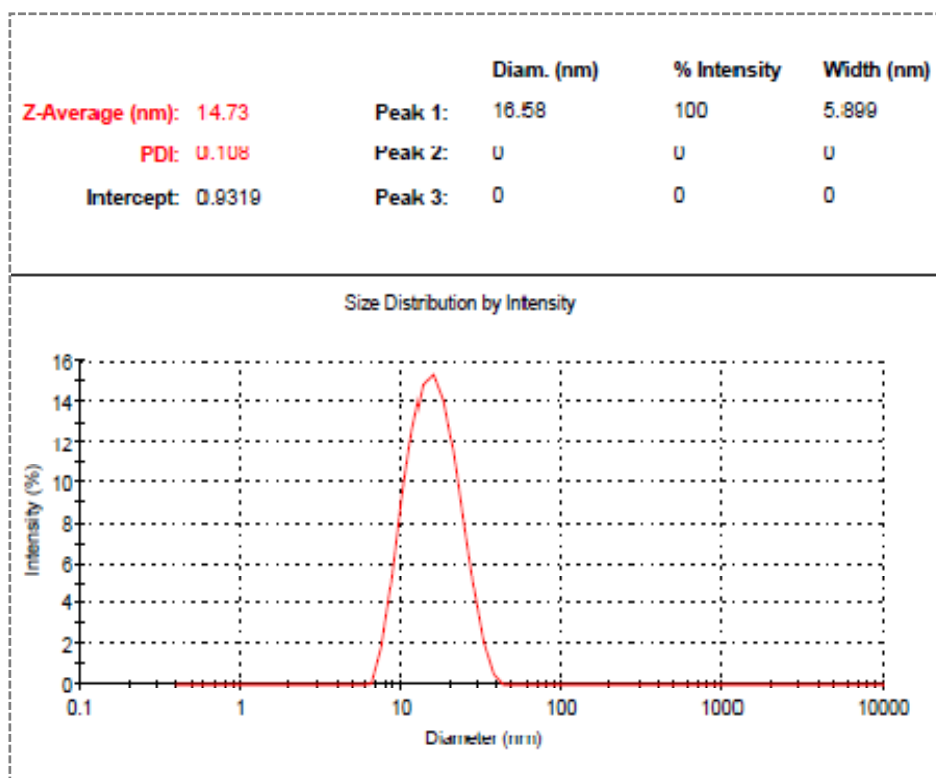 Diam. (nm) % Intensity Width (nm)
Z-Average (nm): 14.73 Peak 1: 16.58 100 5.899
PDI: 0.108 Peak 2: 0 0 0
Intercept: 0.9319 Peak 3: 0 0 0
Size Distribution by Intensity
16
14
12
10
8
6
4
2
0
Intensity (%)
0.1 1 10 100 1000 10000
Diameter (nm)